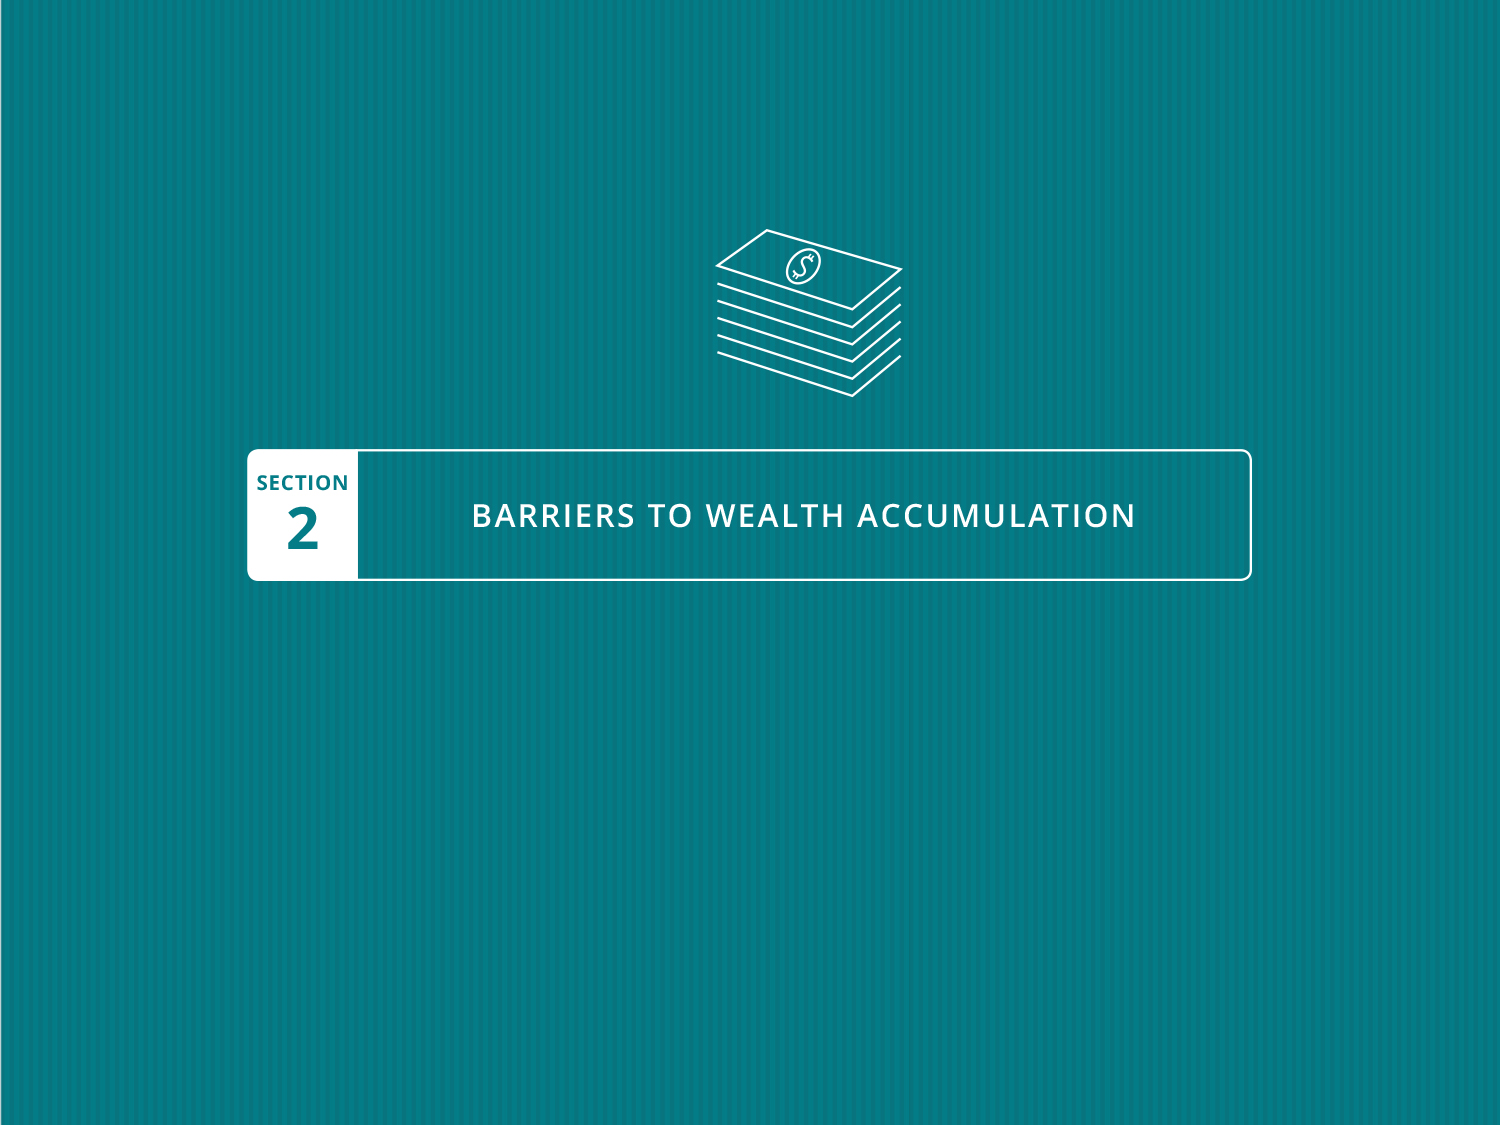 SECTION
2
BARRIERS TO WEALTH ACCUMULATION